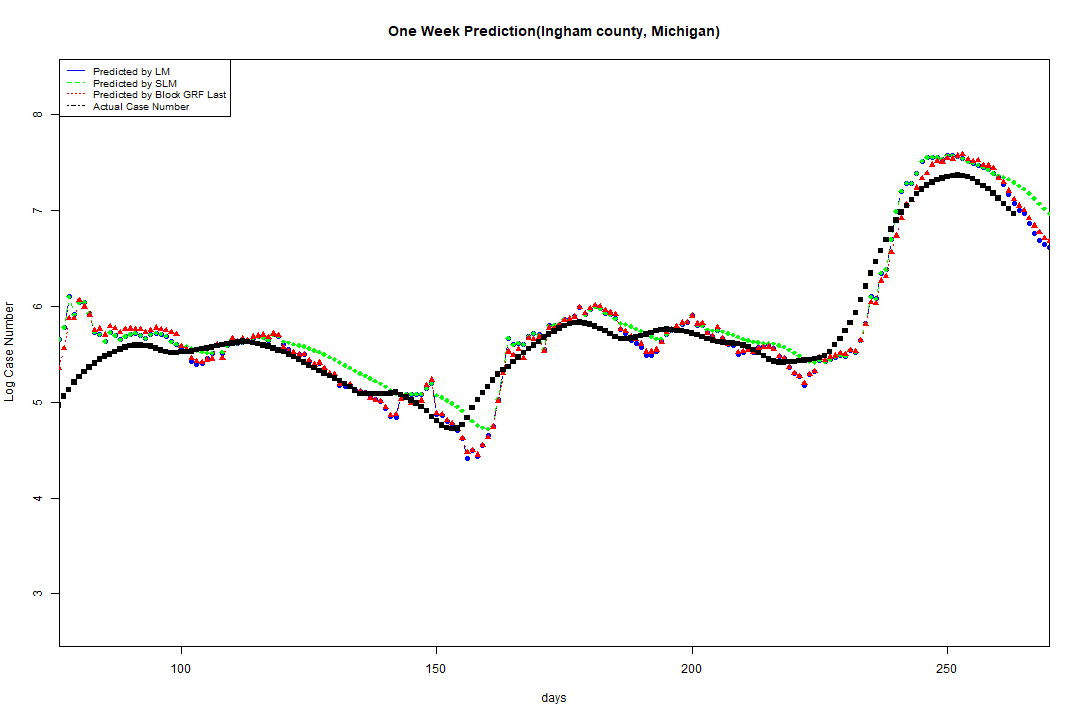 One Week Prediction(Ingham county, Michigan)
Predicted by LM
Predicted by SLM
Predicted by Block GRF Last
Actual Case Number
8
7
6
5
4
3
Log Case Number
100
150
200
250
days